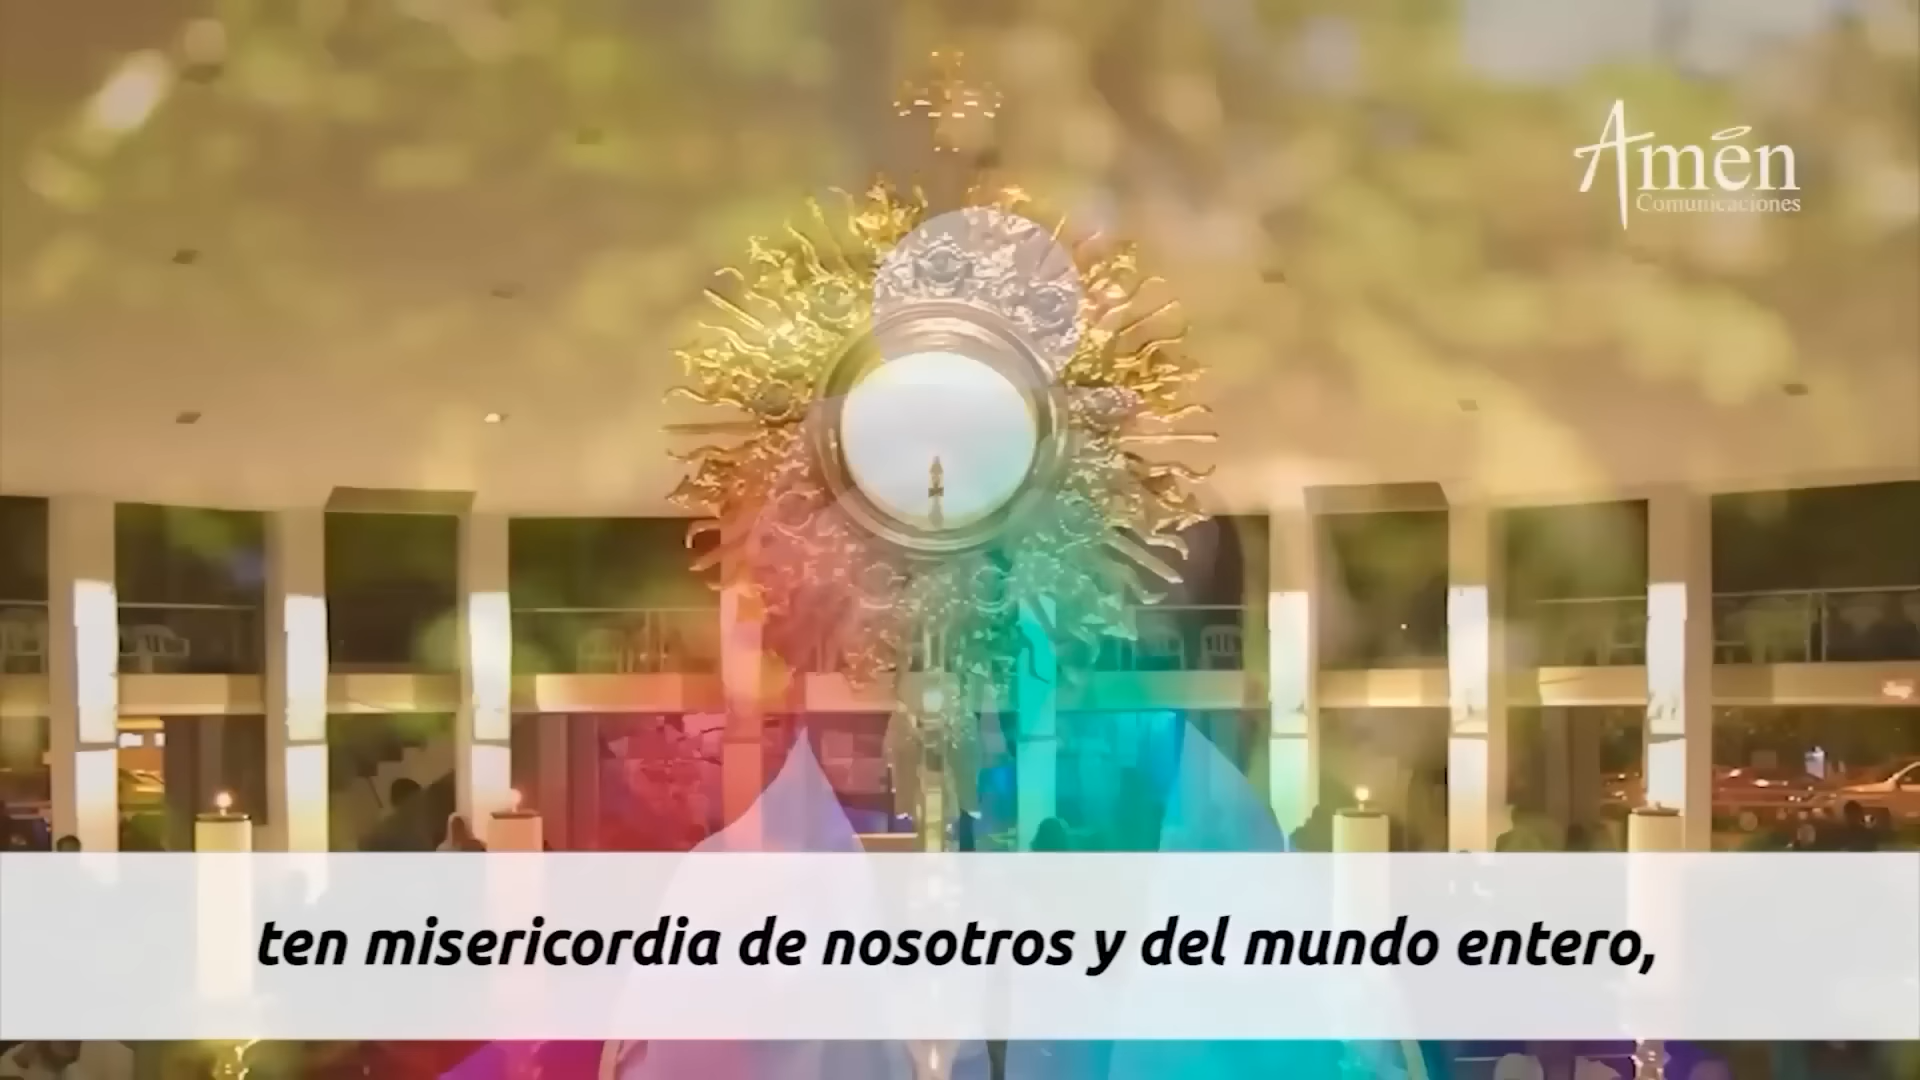 Amén
Comunicaciones
ten misericordia de nosotros y del mundo entero,